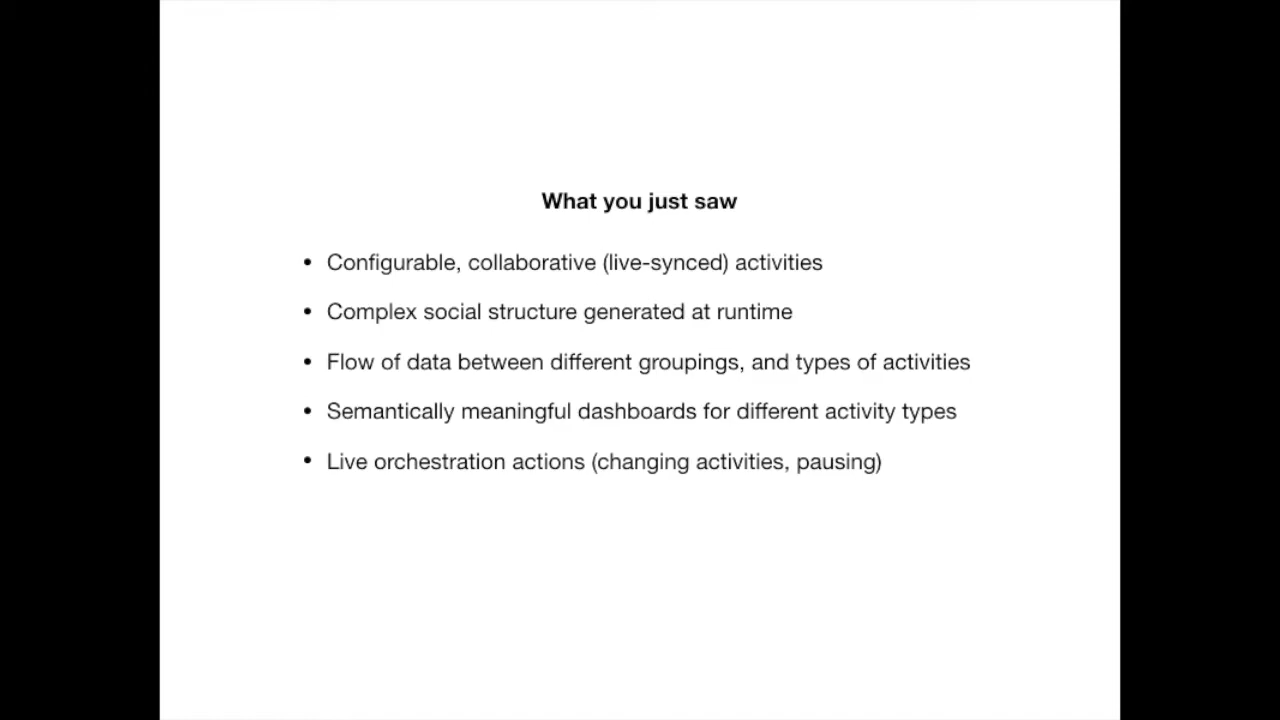 What you just saw
• Configurable, collaborative (live-synced) activities
• Complex social structure generated at runtime
• Flow of data between different groupings, and types of activities
• Semantically meaningful dashboards for different activity types
• Live orchestration actions (changing activities, pausing)